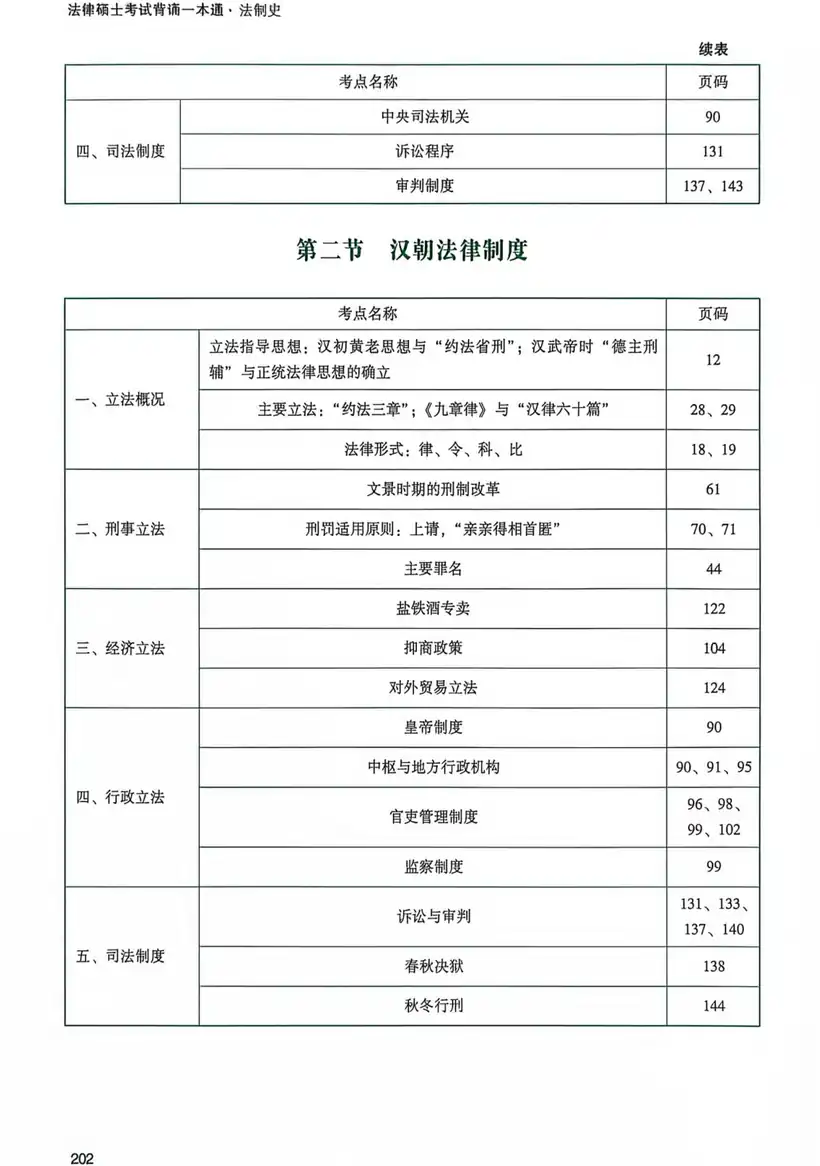 法律硕士考试背诵一本通·法制史
续表
考点名称 页码
四、司法制度
中央司法机关 90
诉讼程序 131
审判制度 137、143
第二节 汉朝法律制度
考点名称 页码
一、立法概况
立法指导思想：汉初黄老思想与“约法省刑”；汉武帝时“德主刑
辅”与正统法律思想的确立
12
主要立法：“约法三章”；《九章律》与“汉律六十篇” 28、29
法律形式：律、令、科、比 18、19
二、刑事立法
文景时期的刑制改革 61
刑罚适用原则：上请，“亲亲得相首匿” 70、71
主要罪名 44
三、经济立法
盐铁酒专卖 122
抑商政策 104
对外贸易立法 124
四、行政立法
皇帝制度 90
中枢与地方行政机构 90、91、95
官吏管理制度
96、98、
99、102
监察制度 99
五、司法制度
诉讼与审判
131、133、
137、140
春秋决狱 138
秋冬行刑 144
202